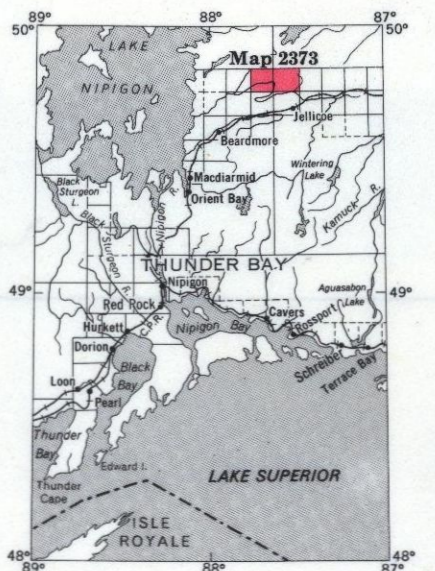 50° 88° 87° 50°
89°
LAKE
NIPIGON
Map 2373
Jellicoe
Beardmore
Wintering
Lake
Macdiarmid
Orient Bay
Black
Sturgeon
L.
Black Sturgeon R.
Nipigon R.
Kamuck R.
THUNDER BAY
49° 49°
Nipigon
Red Rock
Aguasabon
Lake
Cavers
Rossport
Nipigon
Bay
Hurkett
C.P.R.
Schreiber
Terrace Bay
Dorion
Black
Bay
Loon
Pearl
Thunder
Bay
Edward I.
Thunder
Cape
LAKE SUPERIOR
ISLE
ROYALE
48° 48°
89° 88° 87°